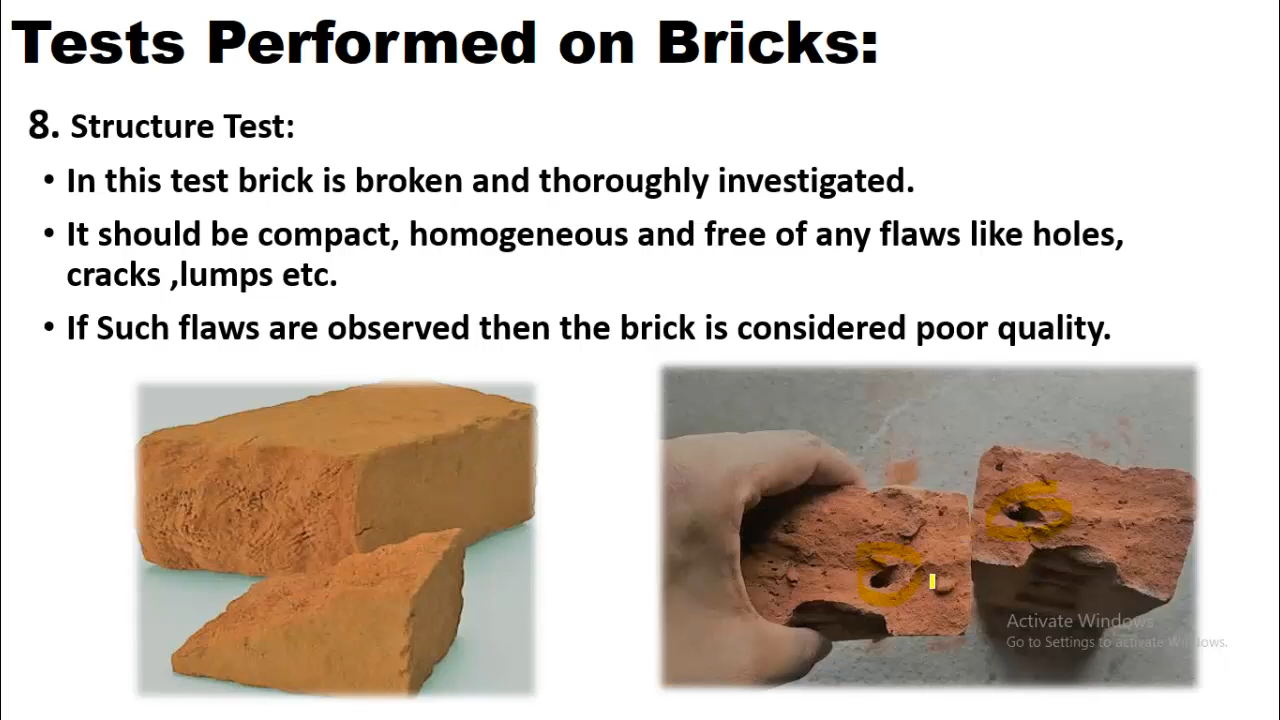 Tests Performed on Bricks:
8. Structure Test:
• In this test brick is broken and thoroughly investigated.
• It should be compact, homogeneous and free of any flaws like holes,
cracks ,lumps etc.
• If Such flaws are observed then the brick is considered poor quality.
Activate Windows
Go to Settings to activate Windows.